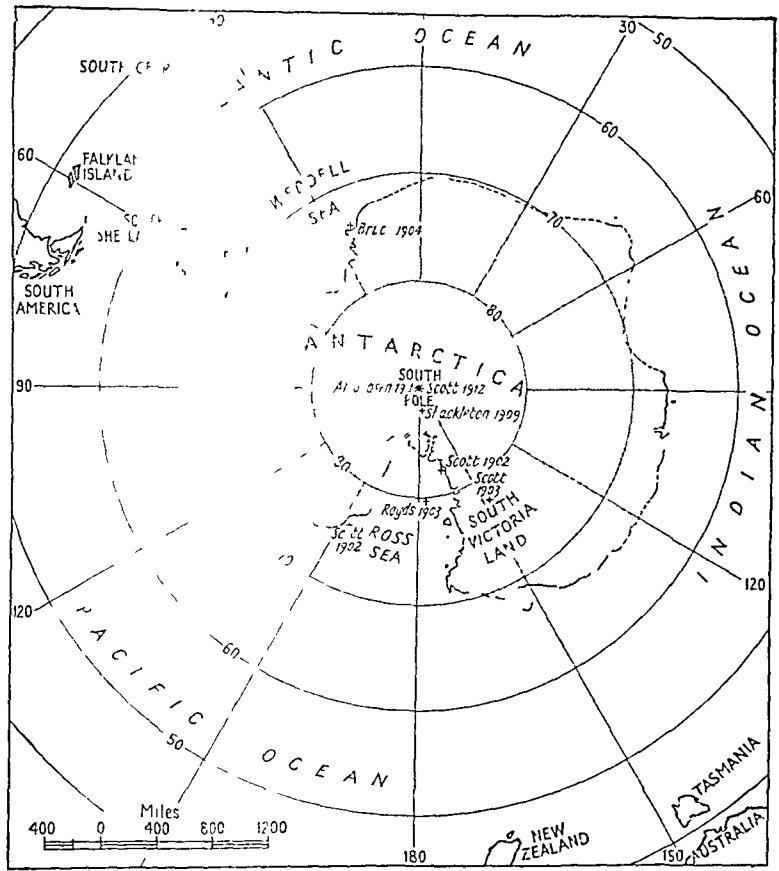 OCEAN
30
50
SOUTH
60
60
FALKLAN
ISLAND
WEDDELL
SEA
60
70
Bruce 1904
SOUTH
AMERICA
80
ANTARCTICA
INDIAN OCEAN
SOUTH
Scott 1912
POLE
Shackleton 1909
90
Scott 1902
Scott
1903
Royds 1903
SOUTH
VICTORIA
LAND
Scott
1902
ROSS
SEA
120
120
60
PACIFIC OCEAN
50
TASMANIA
Miles
400 0 400 800 1200
180
NEW
ZEALAND
150
AUSTRALIA